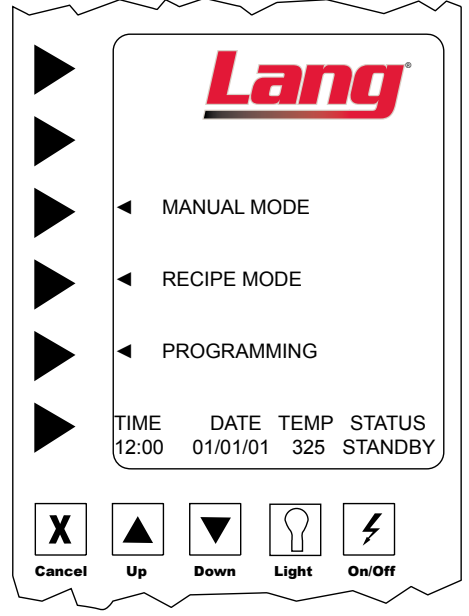 Lang®
MANUAL MODE
RECIPE MODE
PROGRAMMING
TIME DATE TEMP STATUS
12:00 01/01/01 325 STANDBY
X
Cancel Up Down Light On/Off